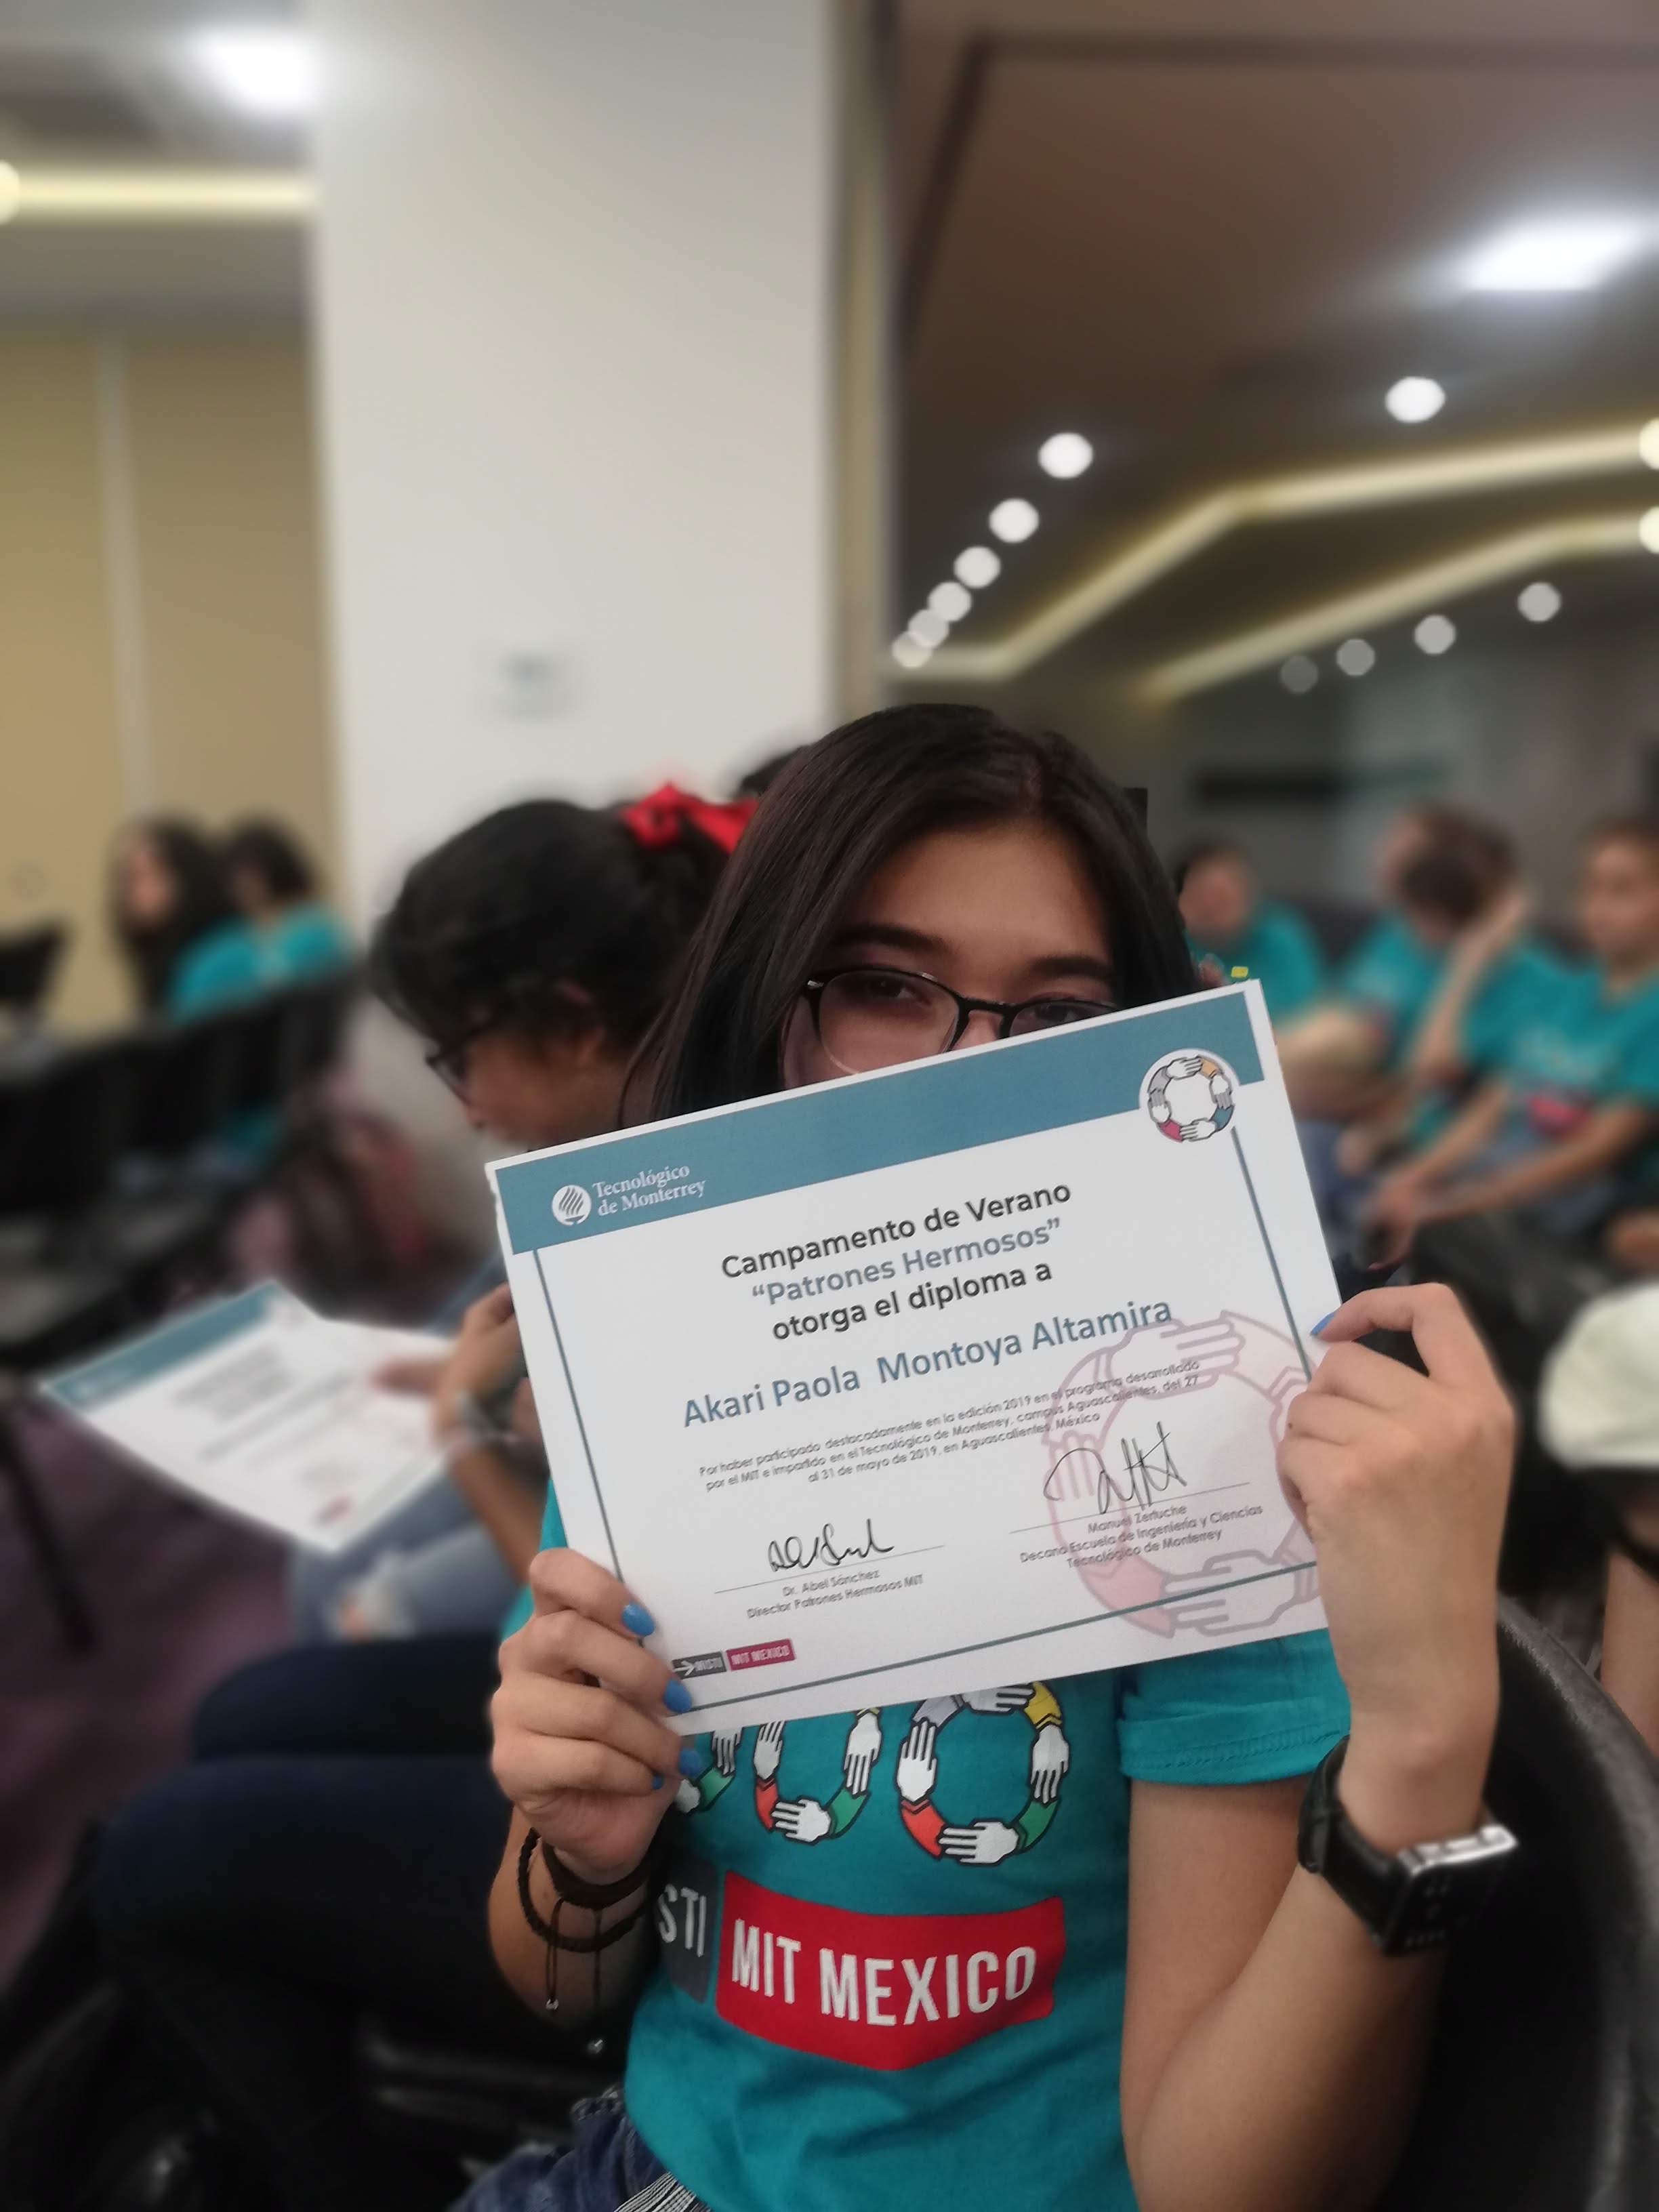 Tecnológico
de Monterrey
Campamento de Verano
“Patrones Hermosos”
otorga el diploma a
Akari Paola Montoya Altamira
Por haber participado destacadamente en la edición 2019 en el programa desarrollado
por el MIT e impartido en el Tecnológico de Monterrey, campus Aguascalientes, del 27
al 31 de mayo de 2019, en Aguascalientes, México
Dr. Abel Sánchez
Director Patrones Hermosos MIT
Manuel Zertuche
Decano Escuela de Ingeniería y Ciencias
Tecnológico de Monterrey
MISTI MIT MEXICO
STI MIT MEXICO